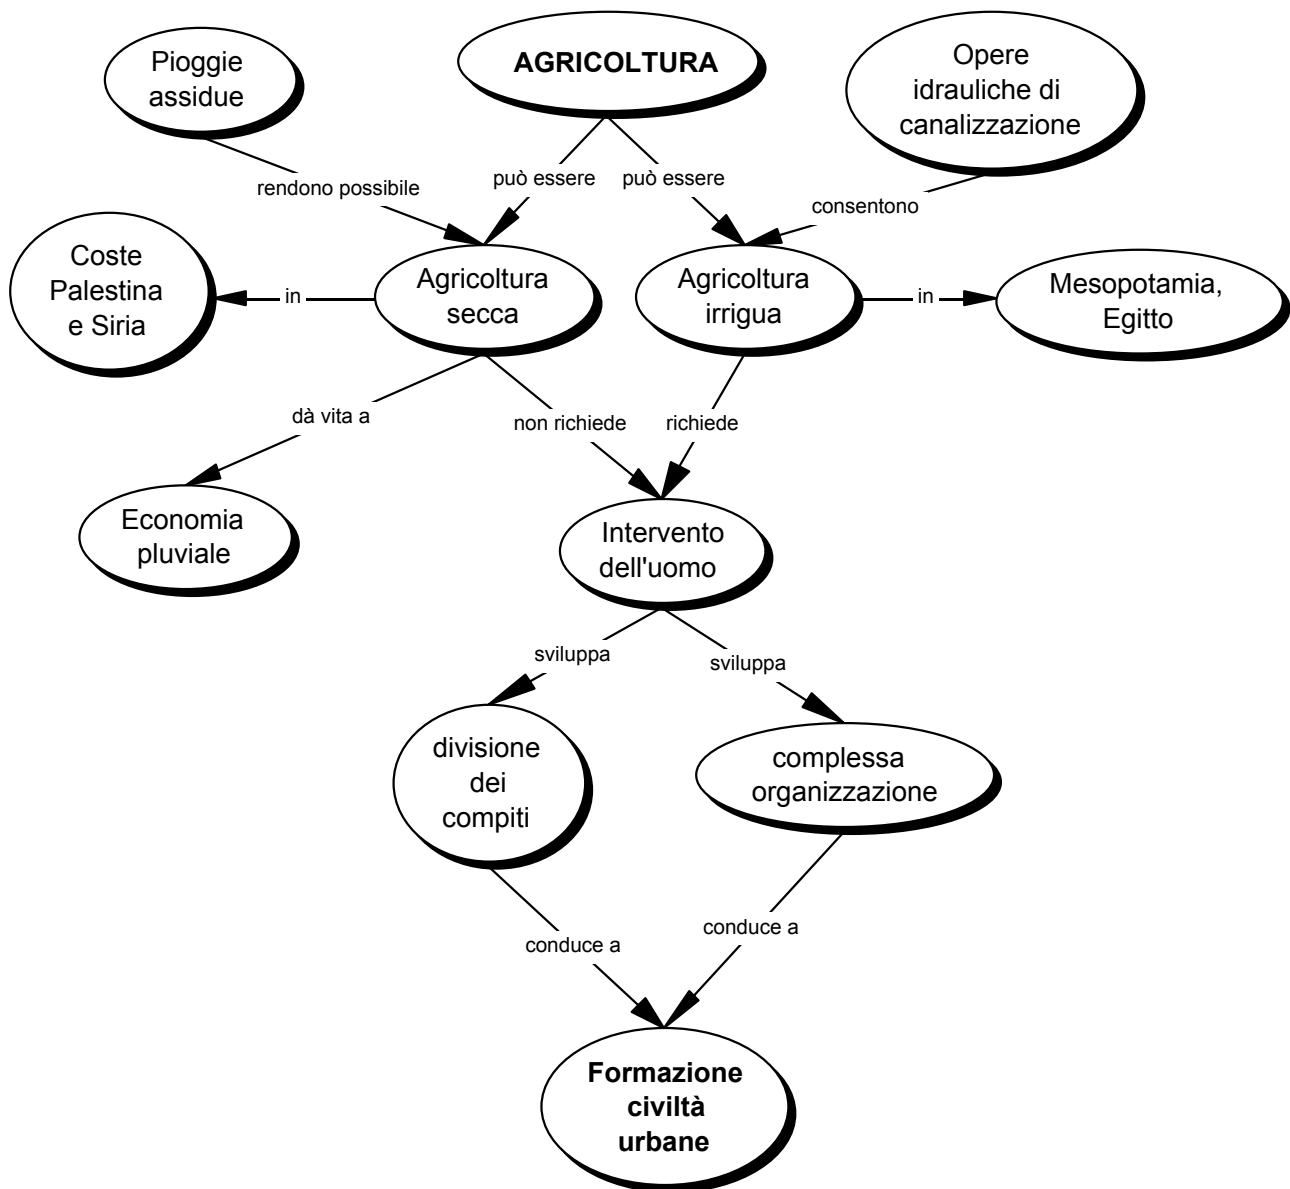 Pioggie
assidue
AGRICOLTURA
Opere
idrauliche di
canalizzazione
rendono possibile
può essere
può essere
consentono
Coste
Palestina
e Siria
in
Agricoltura
secca
Agricoltura
irrigua
in
Mesopotamia,
Egitto
dà vita a
non richiede
richiede
Economia
pluviale
Intervento
dell'uomo
sviluppa
sviluppa
divisione
dei
compiti
complessa
organizzazione
conduce a
conduce a
Formazione
civiltà
urbane